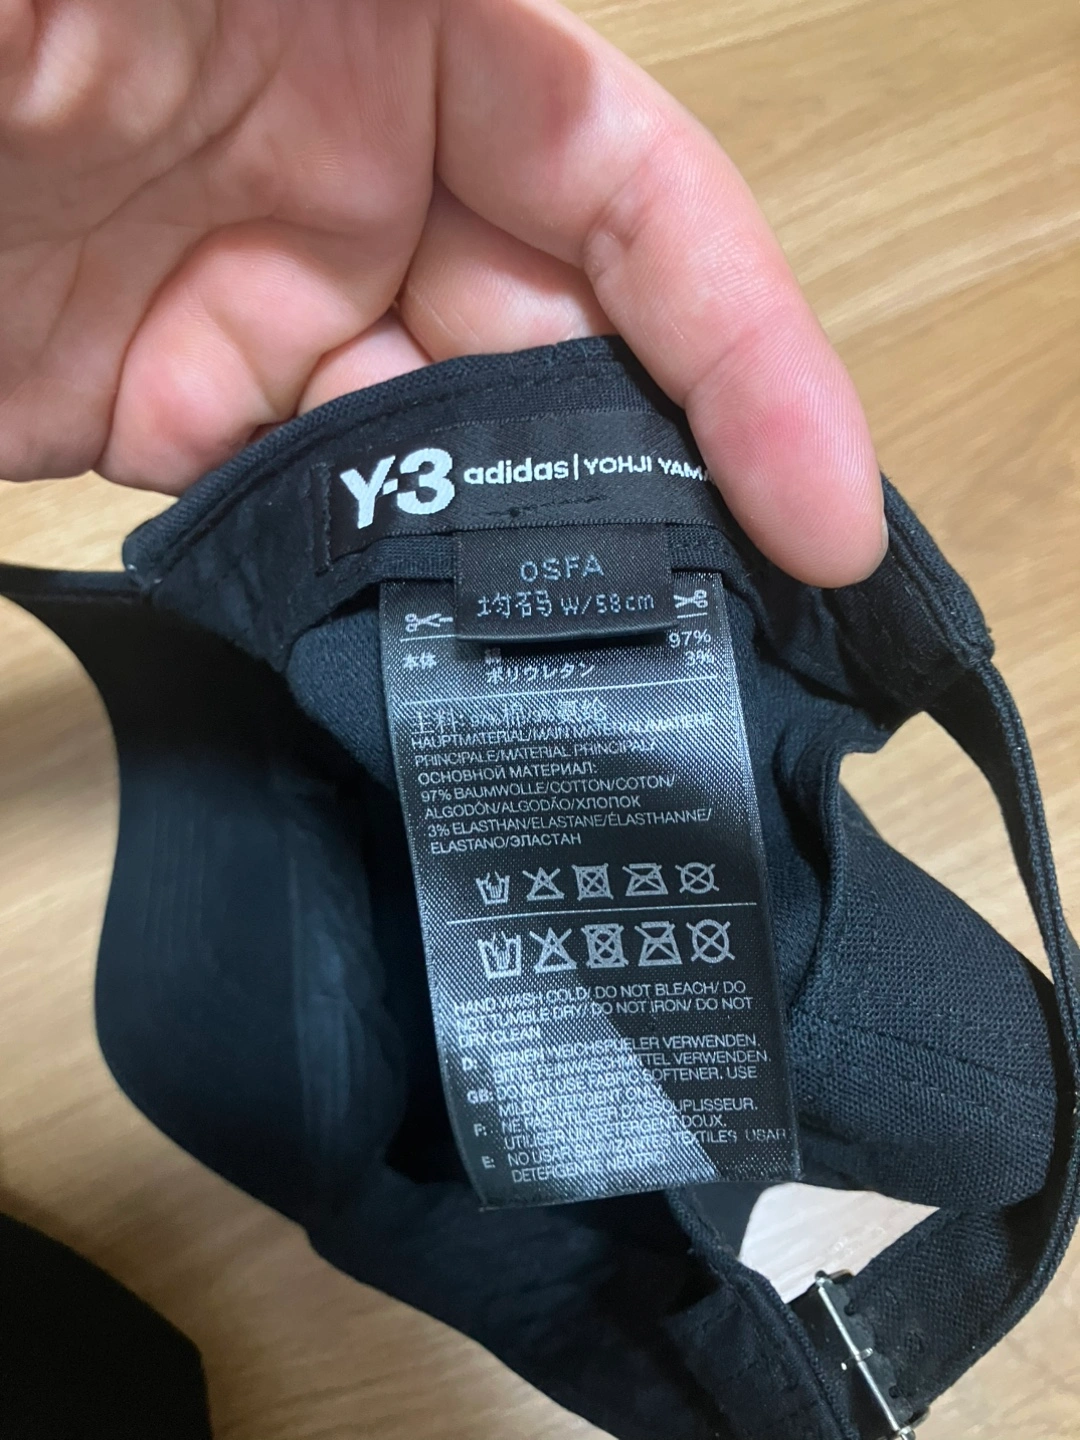 Y-3 adidas | YOHJI YAMA
OSFA
均码 W/58cm
本体 綿 97%
ポリウレタン 3%
HAUPTMATERIAL/MAIN MATERIAL/MATIÈRE
PRINCIPALE/MATERIAL PRINCIPAL/
ОСНОВНОЙ МАТЕРИАЛ:
97% BAUMWOLLE/COTTON/COTON/
ALGODÓN/ALGODÃO/ХЛОПОК
3% ELASTHAN/ELASTANE/ÉLASTHANNE/
ELASTANO/ЭЛАСТАН
HAND WASH COLD/ DO NOT BLEACH/ DO
NOT TUMBLE DRY/ DO NOT IRON/ DO NOT
DRY CLEAN
D: KEINEN WEICHSPÜLER VERWENDEN.
BITTE FEINWASCHMITTEL VERWENDEN.
GB: DO NOT USE FABRIC SOFTENER. USE
MILD DETERGENT ONLY.
F: NE PAS UTILISER D'ASSOUPLISSEUR.
UTILISER UN DETERGENT DOUX.
E: NO USAR SUAVIZANTES TEXTILES. USAR
DETERGENTE NEUTRO.